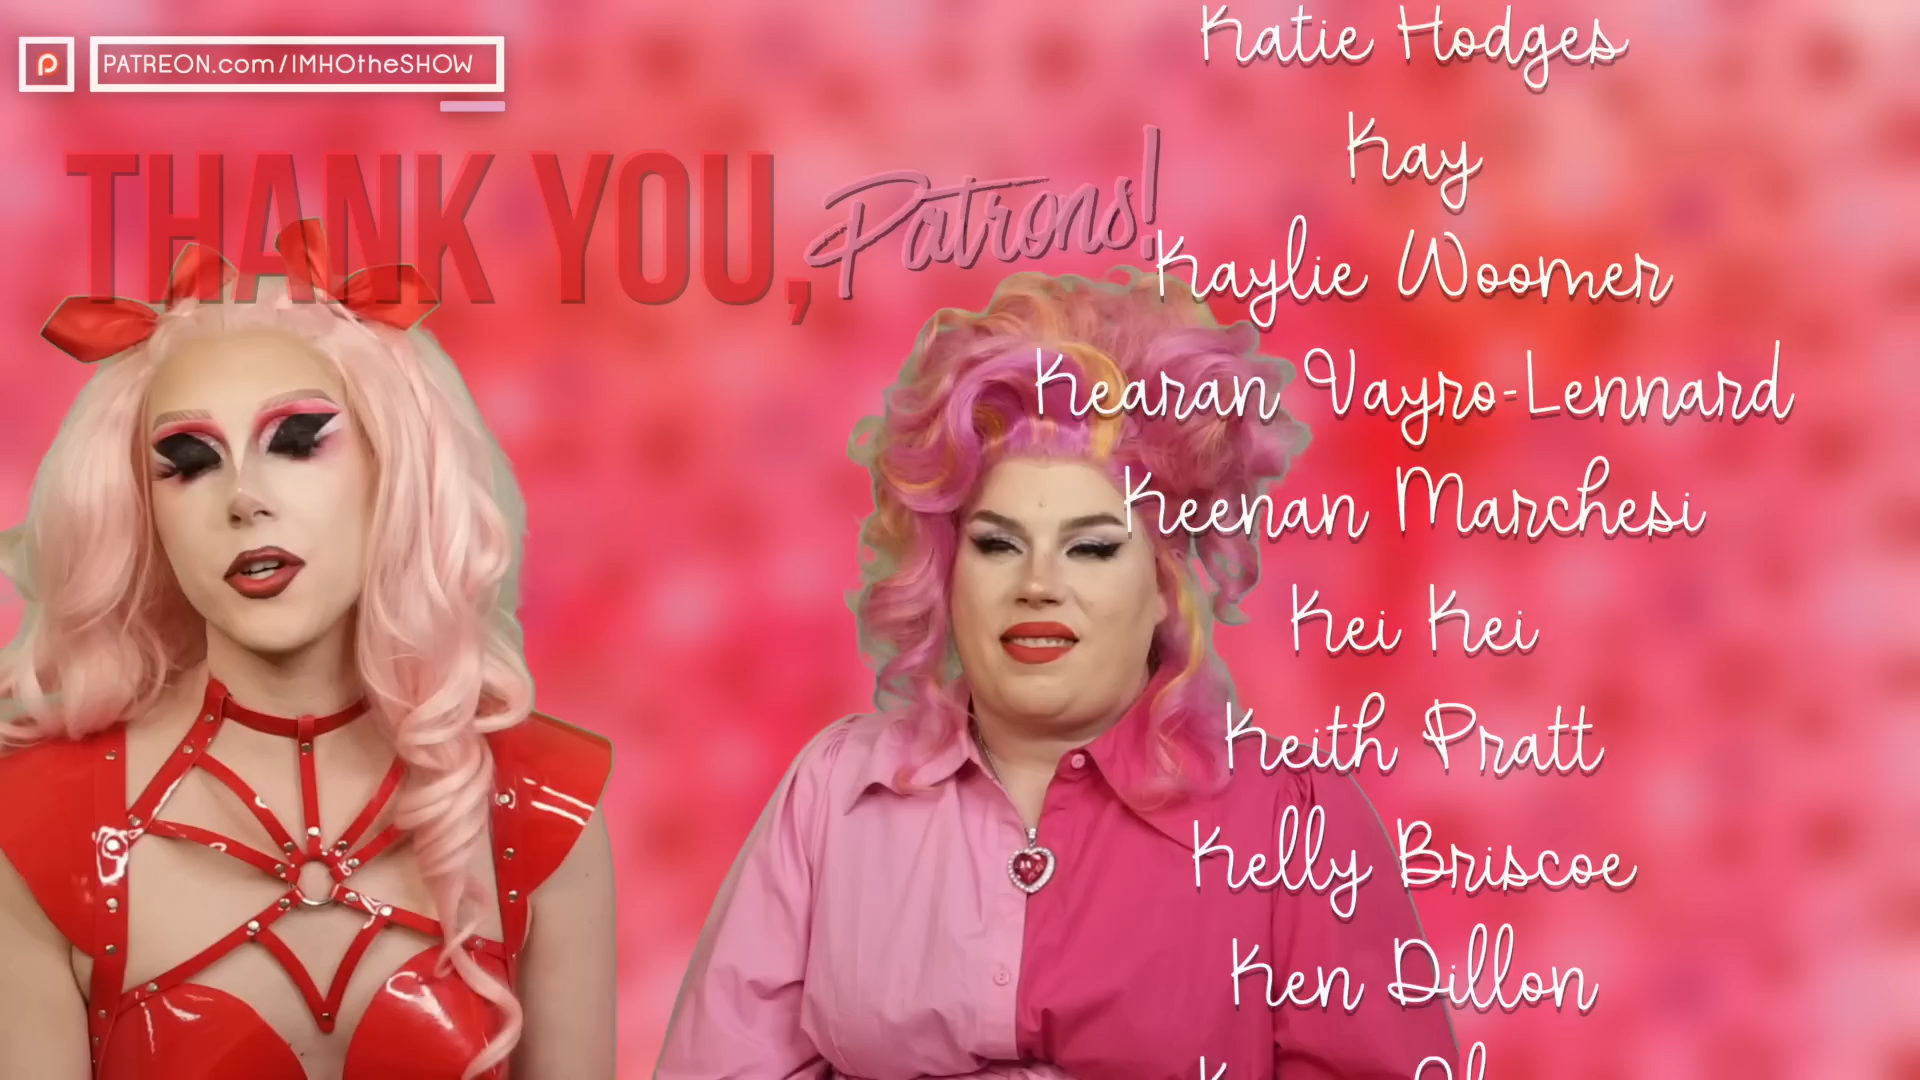 PATREON.com/IMHOtheSHOW
THANK YOU, Patrons!
Katie Hodges
Kay
Kaylie Woomer
Kearan Vayro-Lennard
Keenan Marchesi
Kei Kei
Keith Pratt
Kelly Briscoe
Ken Dillon